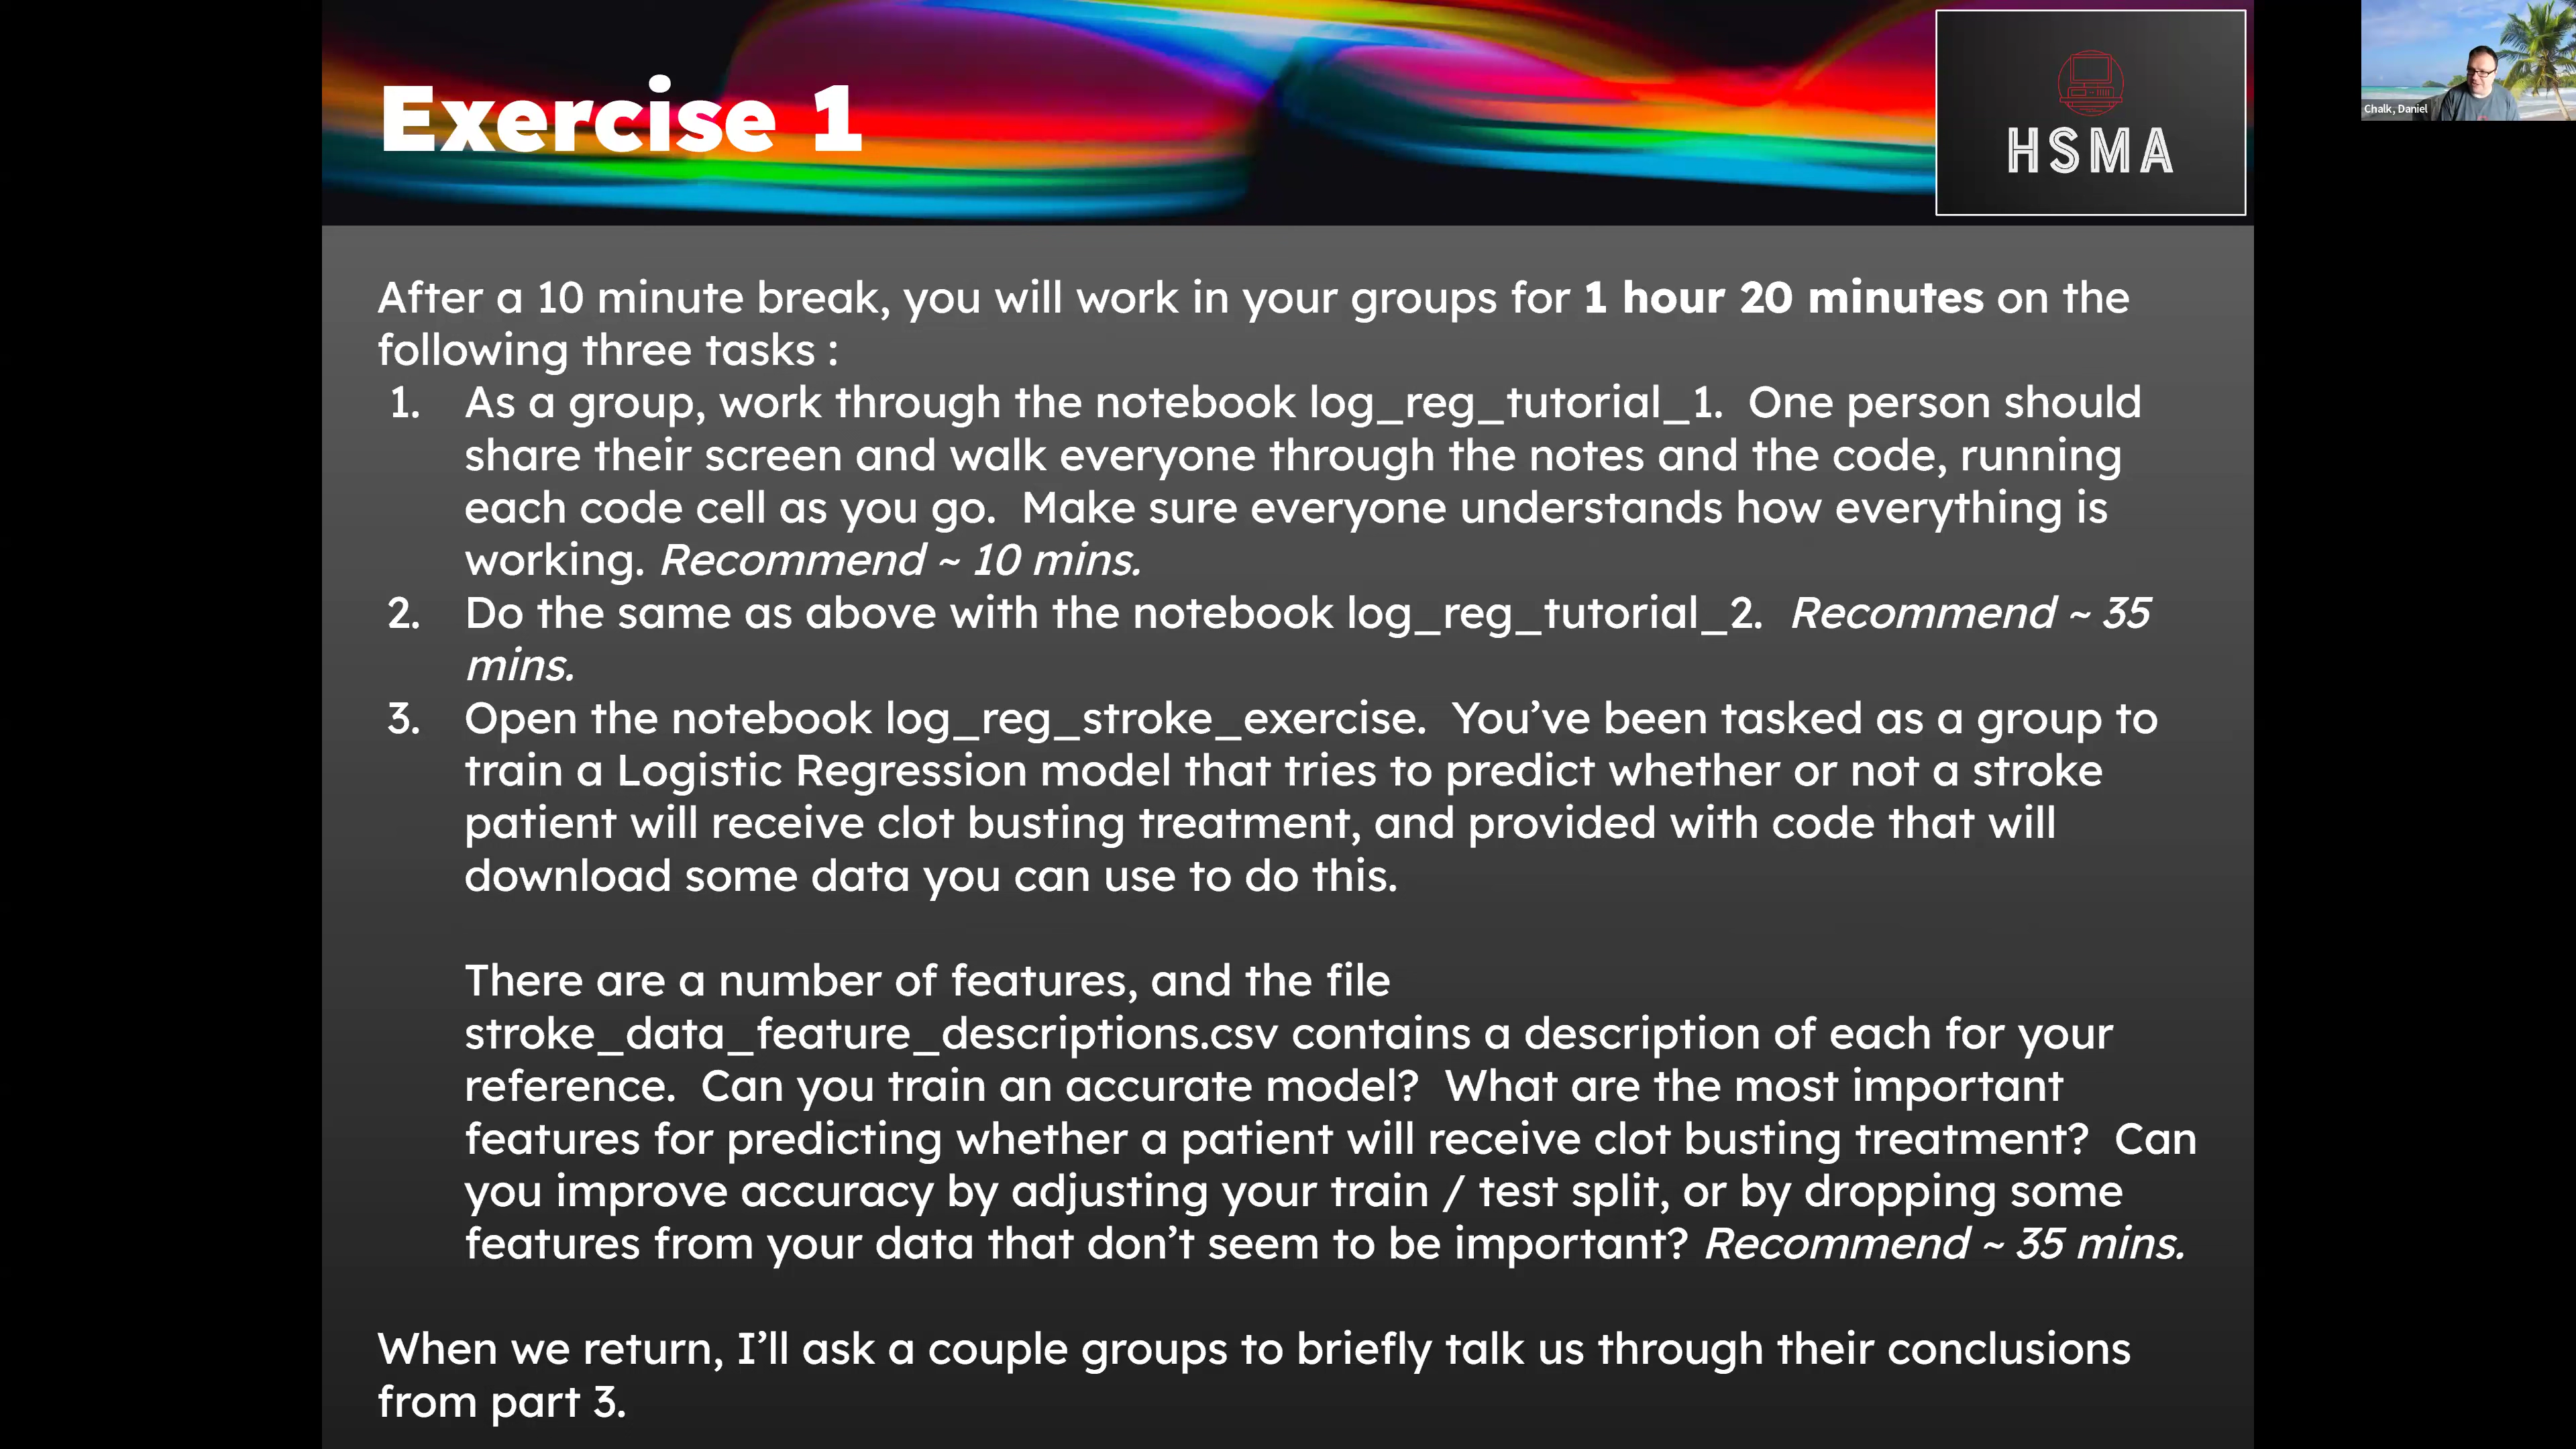 Exercise 1
HSMA
Chalk, Daniel
After a 10 minute break, you will work in your groups for 1 hour 20 minutes on the
following three tasks :
1. As a group, work through the notebook log_reg_tutorial_1. One person should
share their screen and walk everyone through the notes and the code, running
each code cell as you go. Make sure everyone understands how everything is
working. Recommend ~ 10 mins.
2. Do the same as above with the notebook log_reg_tutorial_2. Recommend ~ 35
mins.
3. Open the notebook log_reg_stroke_exercise. You’ve been tasked as a group to
train a Logistic Regression model that tries to predict whether or not a stroke
patient will receive clot busting treatment, and provided with code that will
download some data you can use to do this.
There are a number of features, and the file
stroke_data_feature_descriptions.csv contains a description of each for your
reference. Can you train an accurate model? What are the most important
features for predicting whether a patient will receive clot busting treatment? Can
you improve accuracy by adjusting your train / test split, or by dropping some
features from your data that don’t seem to be important? Recommend ~ 35 mins.
When we return, I’ll ask a couple groups to briefly talk us through their conclusions
from part 3.